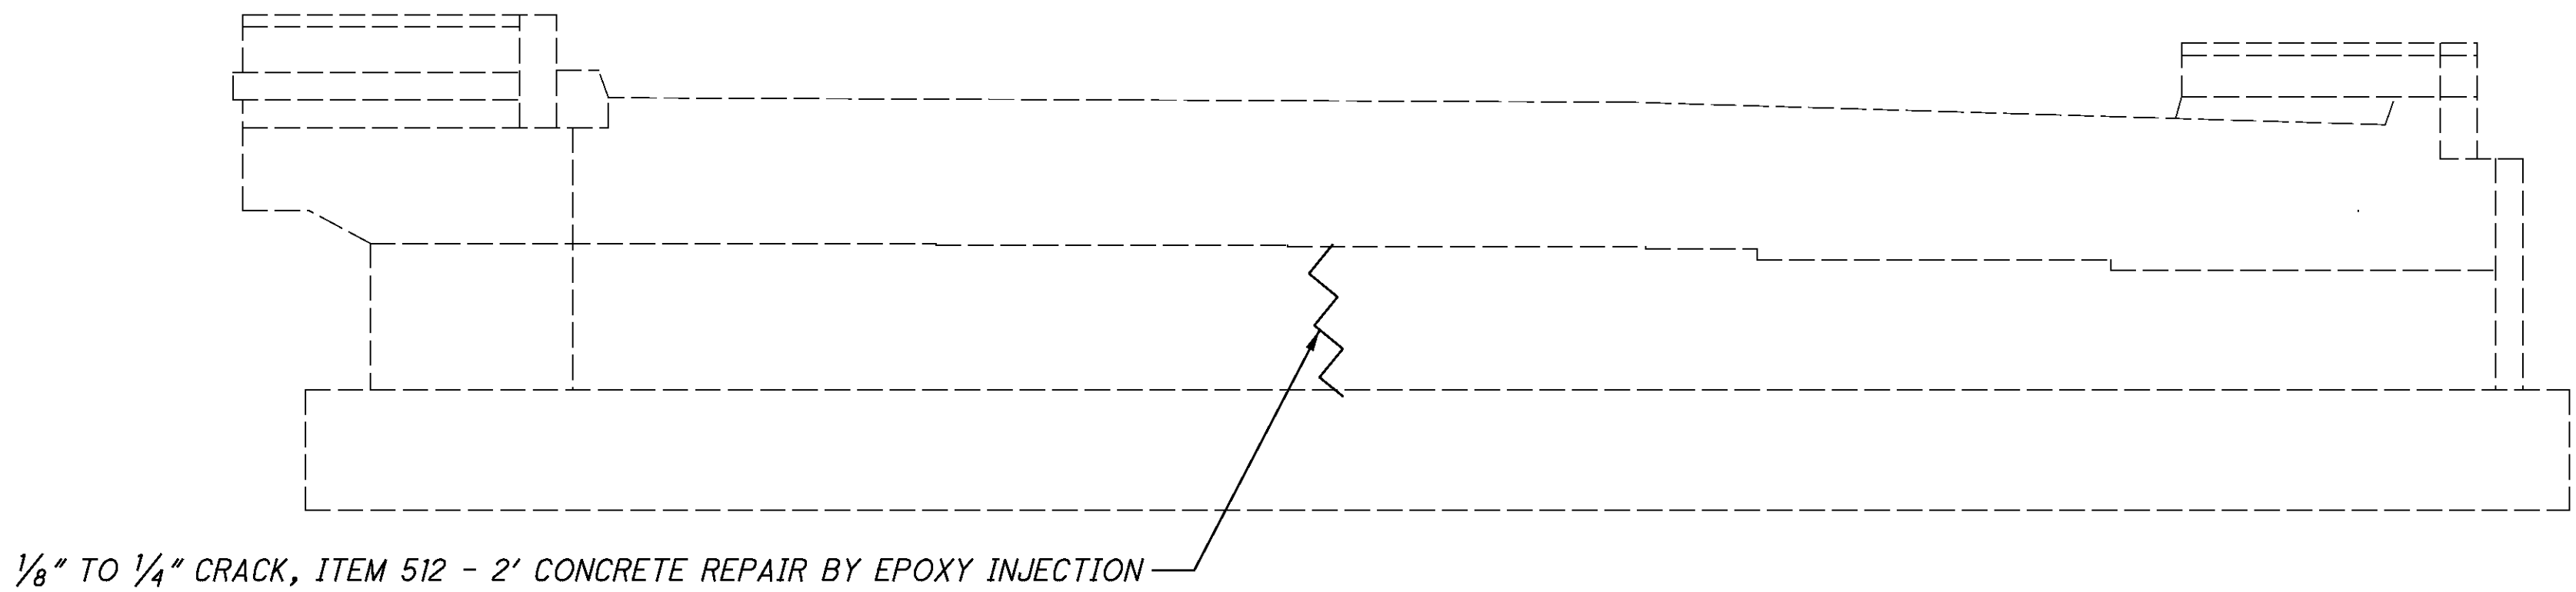 1/8" TO 1/4" CRACK, ITEM 512 - 2' CONCRETE REPAIR BY EPOXY INJECTION